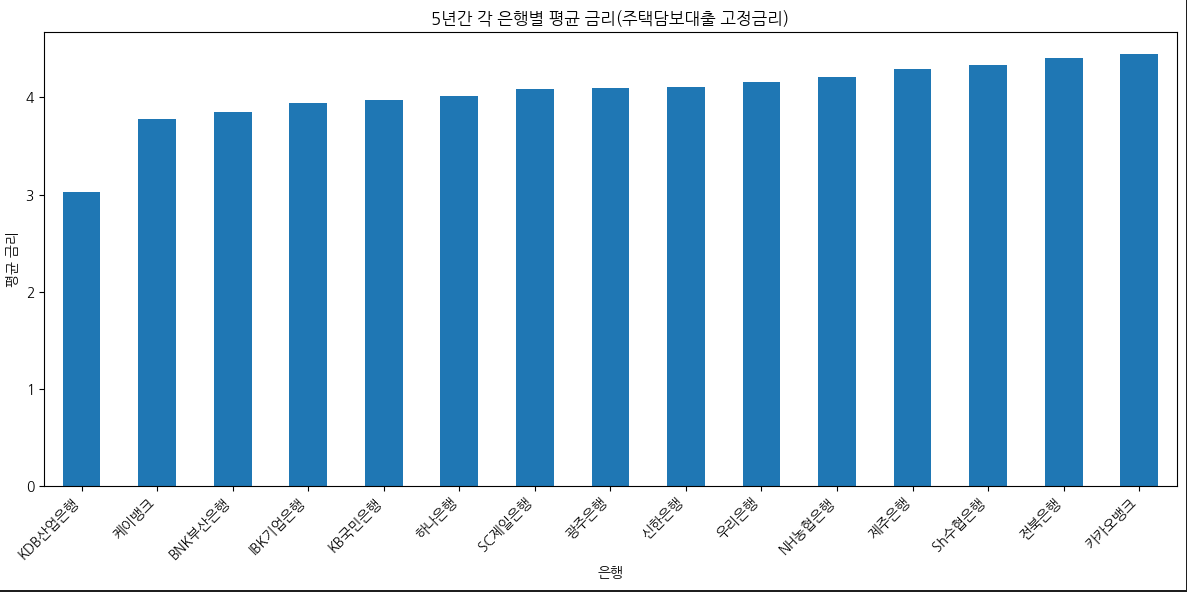 5년간 각 은행별 평균 금리(주택담보대출 고정금리)
평균 금리
4
3
2
1
0
KDB산업은행
케이뱅크
BNK부산은행
IBK기업은행
KB국민은행
하나은행
SC제일은행
광주은행
신한은행
우리은행
NH농협은행
제주은행
Sh수협은행
전북은행
카카오뱅크
은행